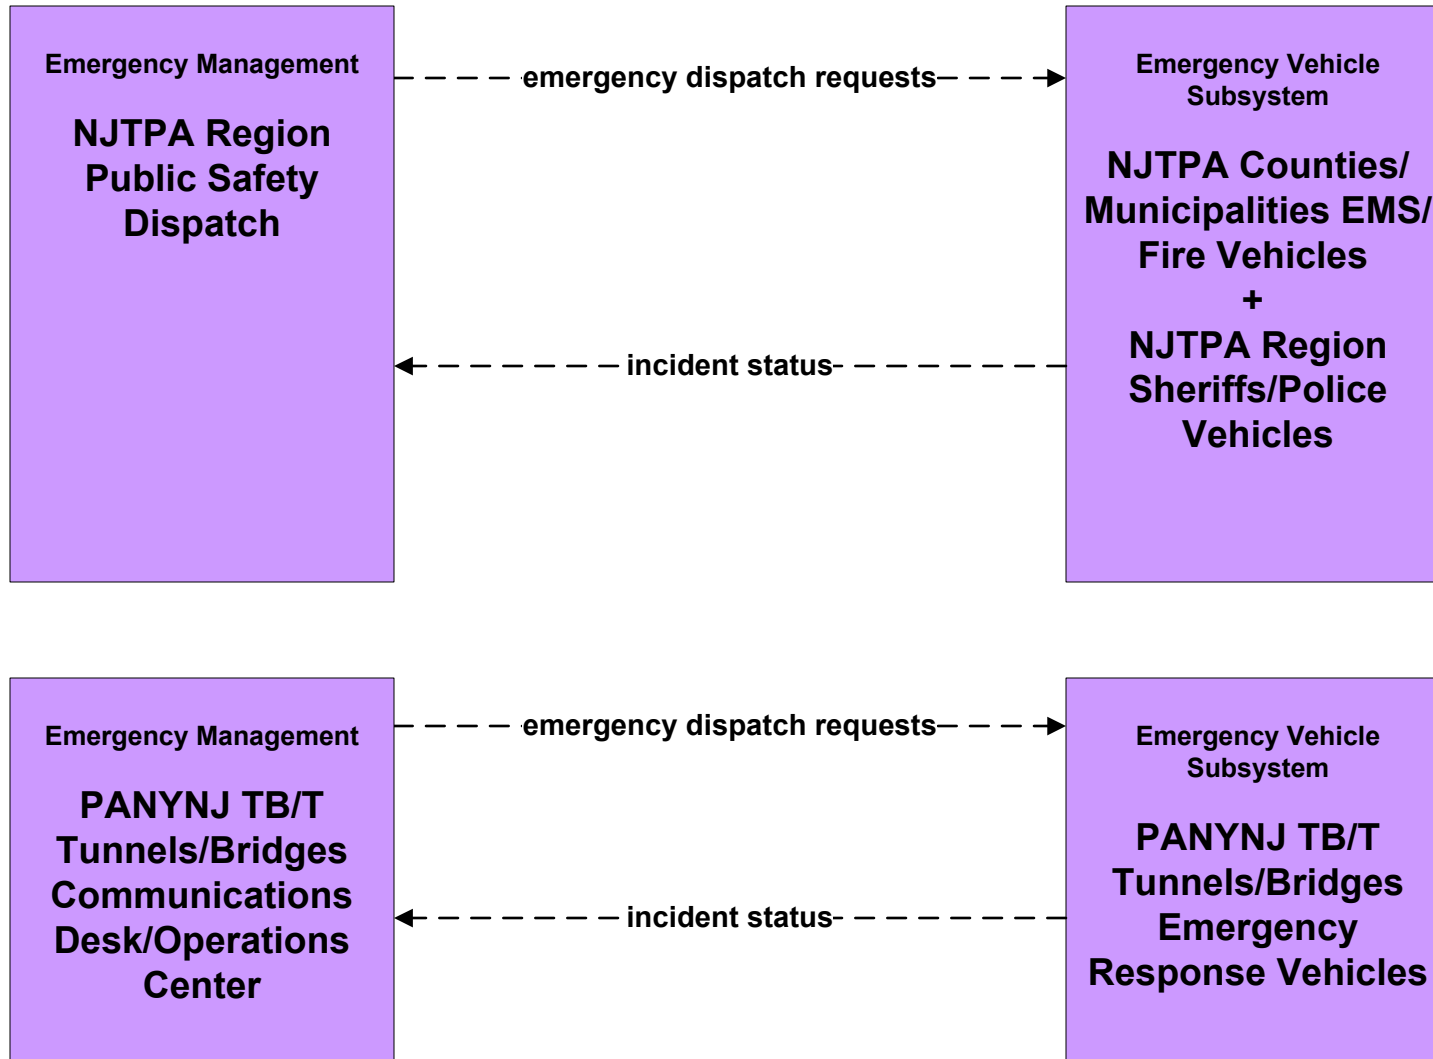 Emergency Management
NJTPA Region
Public Safety
Dispatch
emergency dispatch requests
incident status
Emergency Vehicle
Subsystem
NJTPA Counties/
Municipalities EMS/
Fire Vehicles
+
NJTPA Region
Sheriffs/Police
Vehicles
Emergency Management
PANYNJ TB/T
Tunnels/Bridges
Communications
Desk/Operations
Center
emergency dispatch requests
incident status
Emergency Vehicle
Subsystem
PANYNJ TB/T
Tunnels/Bridges
Emergency
Response Vehicles